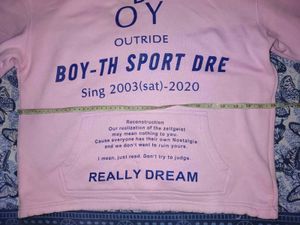 OY
OUTRIDE
BOY-TH SPORT DRE
Sing 2003(sat)-2020
Reconstruction
Our realization of the zeitgeist
may mean nothing to you.
Cause everyone has their own Nostalgia
and we don't want to ruin yours.
I mean, just read. Don't try to judge.
REALLY DREAM